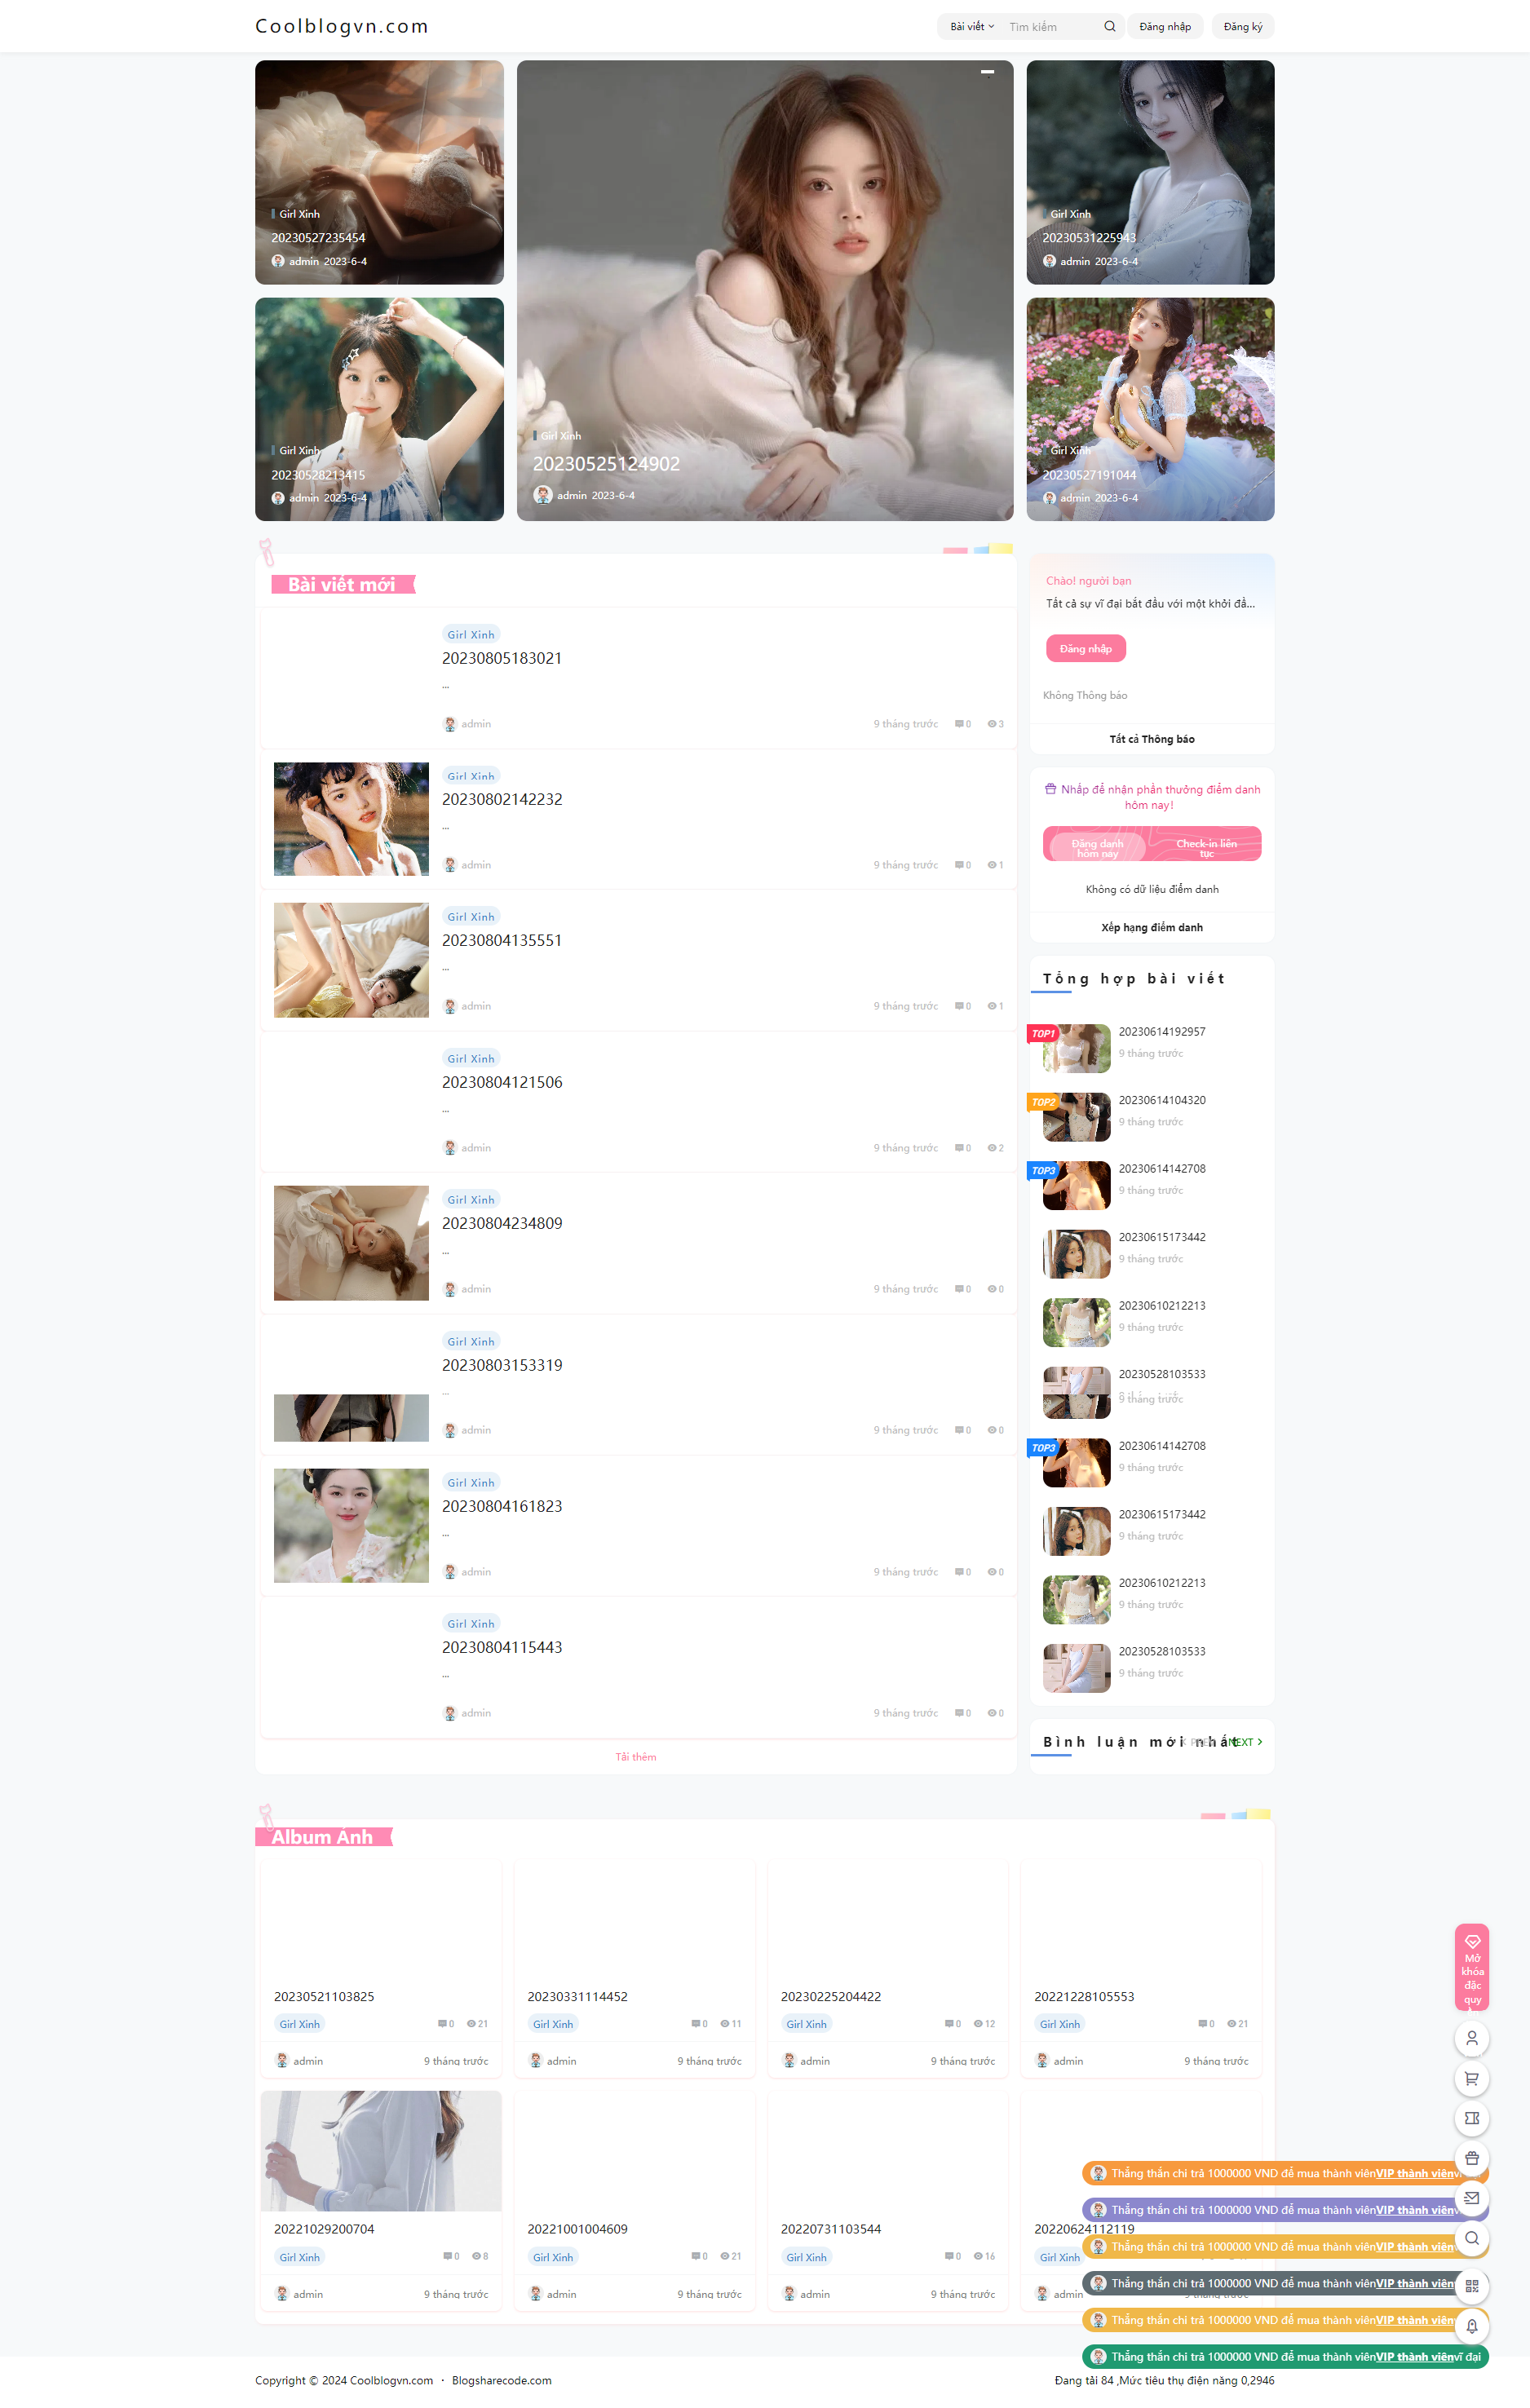 Coolblogvn.com
Bài viết
Tìm kiếm
Đăng nhập
Đăng ký
Girl Xinh
20230527235454
admin 2023-6-4
Girl Xinh
20230528213415
admin 2023-6-4
Girl Xinh
20230525124902
admin 2023-6-4
Girl Xinh
20230531225943
admin 2023-6-4
Girl Xinh
20230527191044
admin 2023-6-4
Bài viết mới
Girl Xinh
20230805183021
...
admin 9 tháng trước 0 3
Girl Xinh
20230802142232
...
admin 9 tháng trước 0 1
Girl Xinh
20230804135551
...
admin 9 tháng trước 0 1
Girl Xinh
20230804121506
...
admin 9 tháng trước 0 2
Girl Xinh
20230804234809
...
admin 9 tháng trước 0 0
Girl Xinh
20230803153319
...
admin 9 tháng trước 0 0
Girl Xinh
20230804161823
...
admin 9 tháng trước 0 0
Girl Xinh
20230804115443
...
admin 9 tháng trước 0 0
Tải thêm
Chào! người bạn
Tất cả sự vĩ đại bắt đầu với một khởi đầ...
Đăng nhập
Không Thông báo
Tất cả Thông báo
Nhấp để nhận phần thưởng điểm danh
hôm nay!
Đăng danh
hôm nay
Check-in liên
tục
Không có dữ liệu điểm danh
Xếp hạng điểm danh
Tổng hợp bài viết
TOP1
20230614192957
9 tháng trước
TOP2
20230614104320
9 tháng trước
TOP3
20230614142708
9 tháng trước
20230615173442
9 tháng trước
20230610212213
9 tháng trước
20230528103533
9 tháng trước
TOP3
20230614142708
9 tháng trước
20230615173442
9 tháng trước
20230610212213
9 tháng trước
20230528103533
9 tháng trước
Bình luận mới nhất
NEXT
Album Ảnh
20230521103825
Girl Xinh 0 21
admin 9 tháng trước
20230331114452
Girl Xinh 0 11
admin 9 tháng trước
20230225204422
Girl Xinh 0 12
admin 9 tháng trước
20221228105553
Girl Xinh 0 21
admin 9 tháng trước
20221029200704
Girl Xinh 0 8
admin 9 tháng trước
20221001004609
Girl Xinh 0 21
admin 9 tháng trước
20220731103544
Girl Xinh 0 16
admin 9 tháng trước
20220624112119
Girl Xinh
admin 9 tháng trước
Mở
khóa
đặc
quy
Thẳng thắn chi trả 1000000 VND để mua thành viênVIP thành viên
Thẳng thắn chi trả 1000000 VND để mua thành viênVIP thành viên
Thẳng thắn chi trả 1000000 VND để mua thành viênVIP thành viên
Thẳng thắn chi trả 1000000 VND để mua thành viênVIP thành viên
Thẳng thắn chi trả 1000000 VND để mua thành viênVIP thành viên
Thẳng thắn chi trả 1000000 VND để mua thành viênVIP thành viênvĩ đại
Copyright © 2024 Coolblogvn.com · Blogsharecode.com
Đang tải 84 ,Mức tiêu thụ điện năng 0,2946